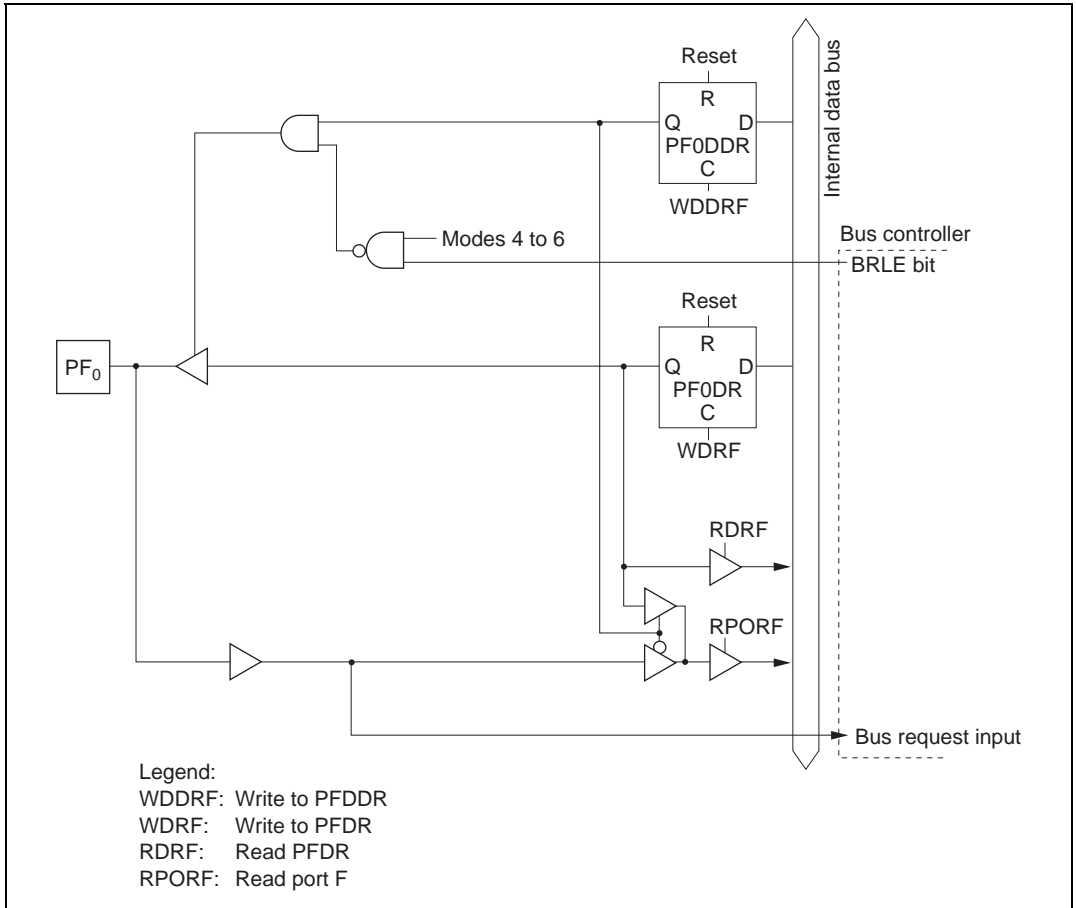 Reset
R
Q D
PF0DDR
C
WDDRF
Internal data bus
Modes 4 to 6
Bus controller
BRLE bit
Reset
R
Q D
PF0DR
C
WDRF
PF0
RDRF
RPORF
Bus request input
Legend:
WDDRF: Write to PFDDR
WDRF: Write to PFDR
RDRF: Read PFDR
RPORF: Read port F